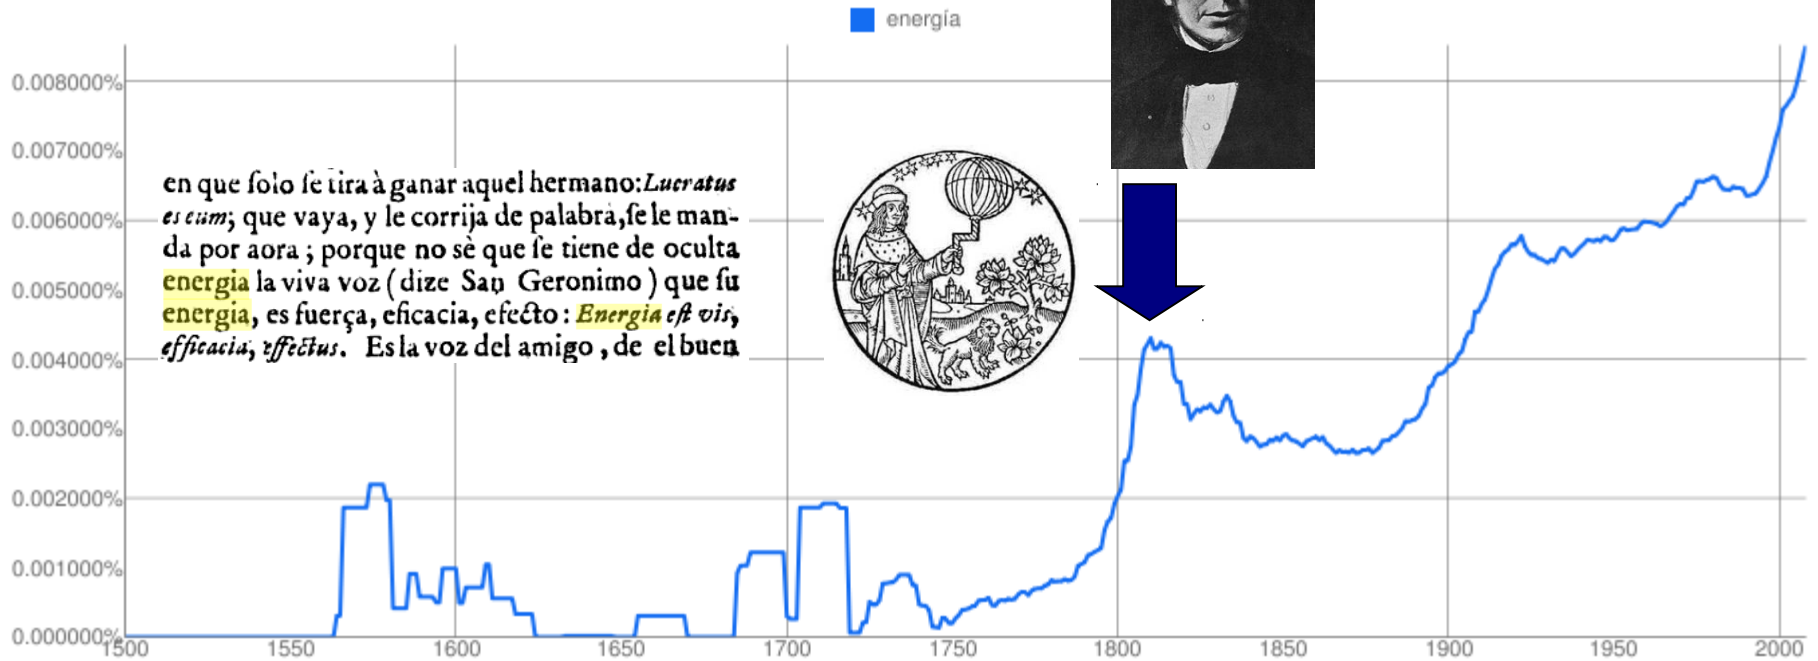 energía
0.008000%
0.007000%
0.006000%
0.005000%
0.004000%
0.003000%
0.002000%
0.001000%
0.000000%
en que ſolo ſe tira à ganar aquel hermano: Lucratus
es eum; que vaya, y le corrija de palabra, ſe le man-
da por aora; porque no sè que ſe tiene de oculta
energia la viva voz (dize San Geronimo) que ſu
energia, es fuerça, eficacia, efecto: Energia eſt vis,
efficacia, effectus. Es la voz del amigo, de el buen
1500 1550 1600 1650 1700 1750 1800 1850 1900 1950 2000